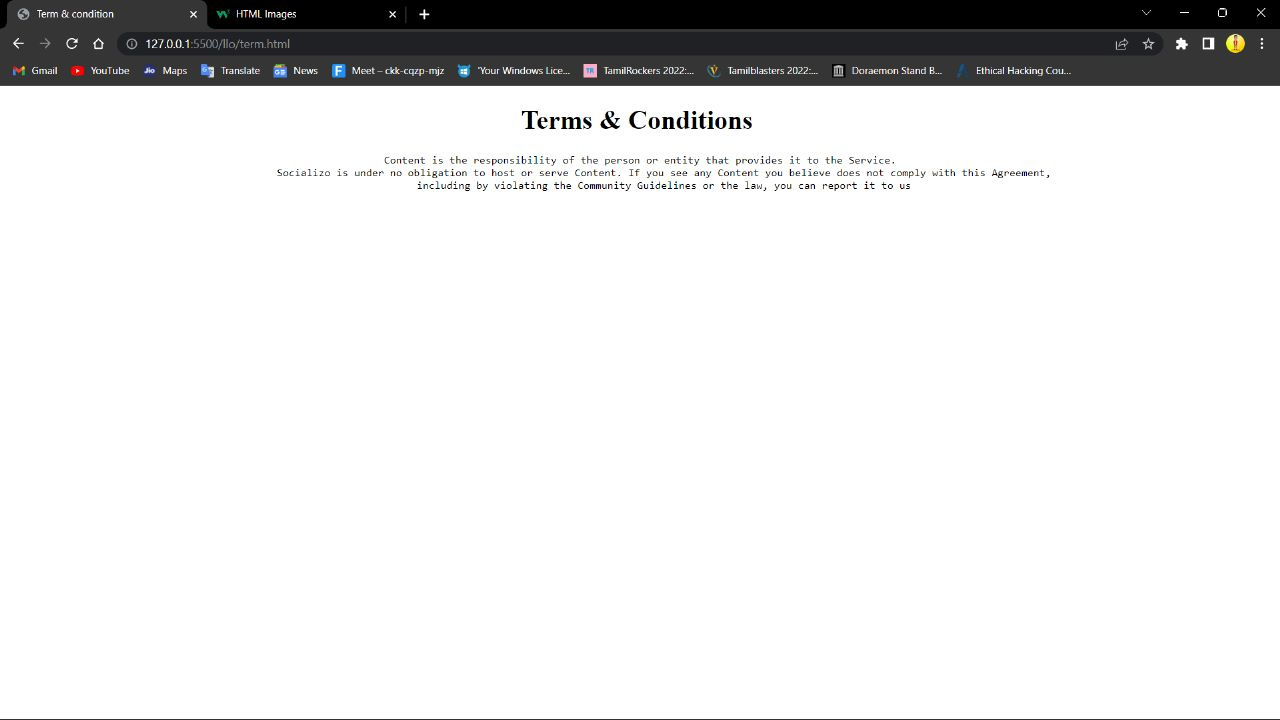 Term & condition
HTML Images
127.0.0.1:5500/llo/term.html
Gmail
YouTube
Jio Maps
Translate
News
F Meet – ckk-cqzp-mjz
'Your Windows Lice...
TR TamilRockers 2022:...
Tamilblasters 2022:...
Doraemon Stand B...
Ethical Hacking Cou...
Terms & Conditions
Content is the responsibility of the person or entity that provides it to the Service.
Socializo is under no obligation to host or serve Content. If you see any Content you believe does not comply with this Agreement,
including by violating the Community Guidelines or the law, you can report it to us